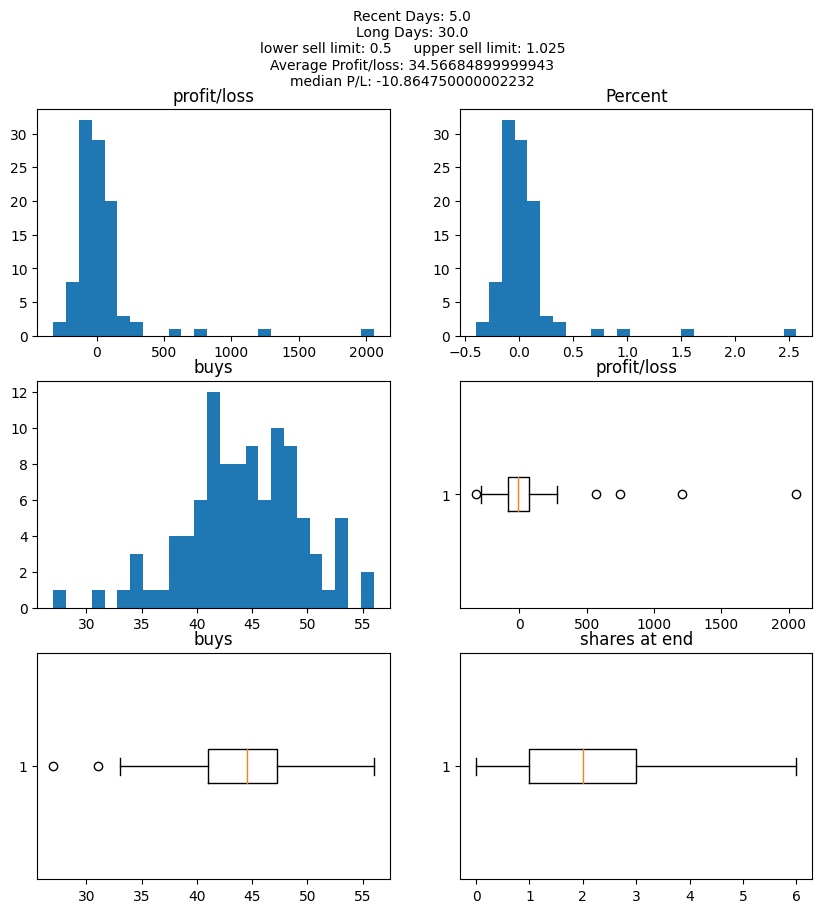 Recent Days: 5.0
Long Days: 30.0
lower sell limit: 0.5     upper sell limit: 1.025
Average Profit/loss: 34.56684899999943
median P/L: -10.864750000002232
profit/loss
30
25
20
15
10
5
0
0 500 1000 1500 2000
Percent
30
25
20
15
10
5
0
-0.5 0.0 0.5 1.0 1.5 2.0 2.5
buys
12
10
8
6
4
2
0
30 35 40 45 50 55
profit/loss
1
0 500 1000 1500 2000
buys
1
30 35 40 45 50 55
shares at end
1
0 1 2 3 4 5 6